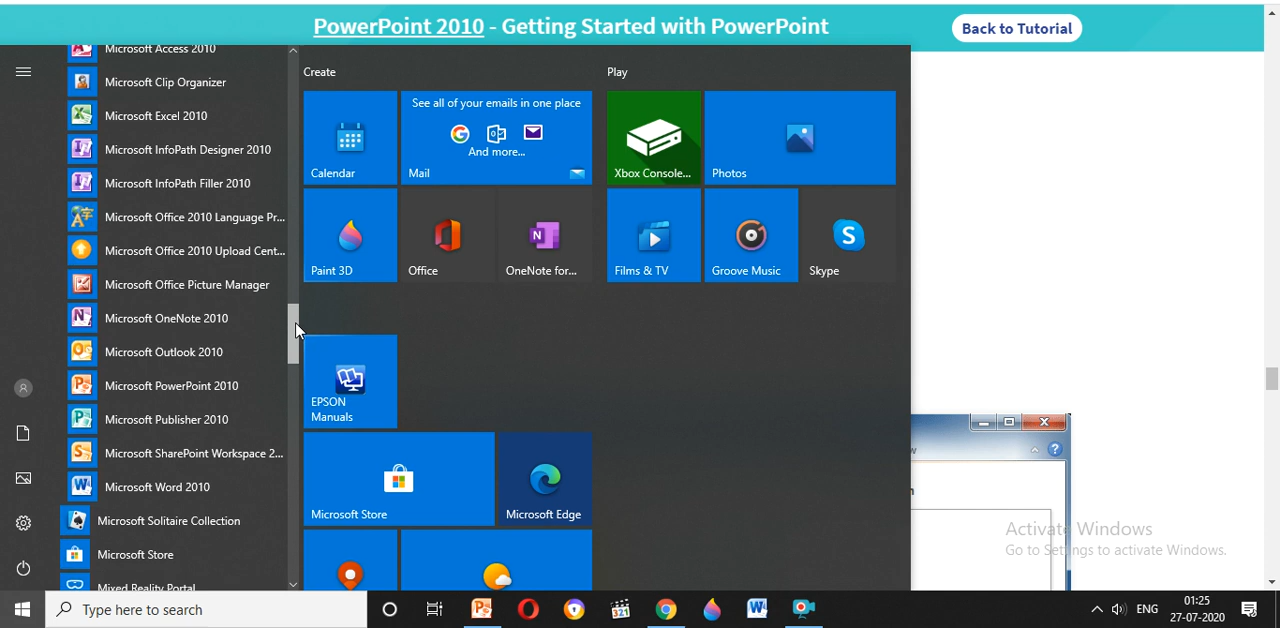 PowerPoint 2010 - Getting Started with PowerPoint
Back to Tutorial
Microsoft Access 2010
Microsoft Clip Organizer
Microsoft Excel 2010
Microsoft InfoPath Designer 2010
Microsoft InfoPath Filler 2010
Microsoft Office 2010 Language Pr...
Microsoft Office 2010 Upload Cent...
Microsoft Office Picture Manager
Microsoft OneNote 2010
Microsoft Outlook 2010
Microsoft PowerPoint 2010
Microsoft Publisher 2010
Microsoft SharePoint Workspace 2...
Microsoft Word 2010
Microsoft Solitaire Collection
Microsoft Store
Mixed Reality Portal
Create
See all of your emails in one place
And more...
Calendar
Mail
Paint 3D
Office
OneNote for...
EPSON
Manuals
Microsoft Store
Microsoft Edge
Play
Xbox Console...
Photos
Films & TV
Groove Music
Skype
Activate Windows
Go to Settings to activate Windows.
Type here to search
321
ENG
01:25
27-07-2020